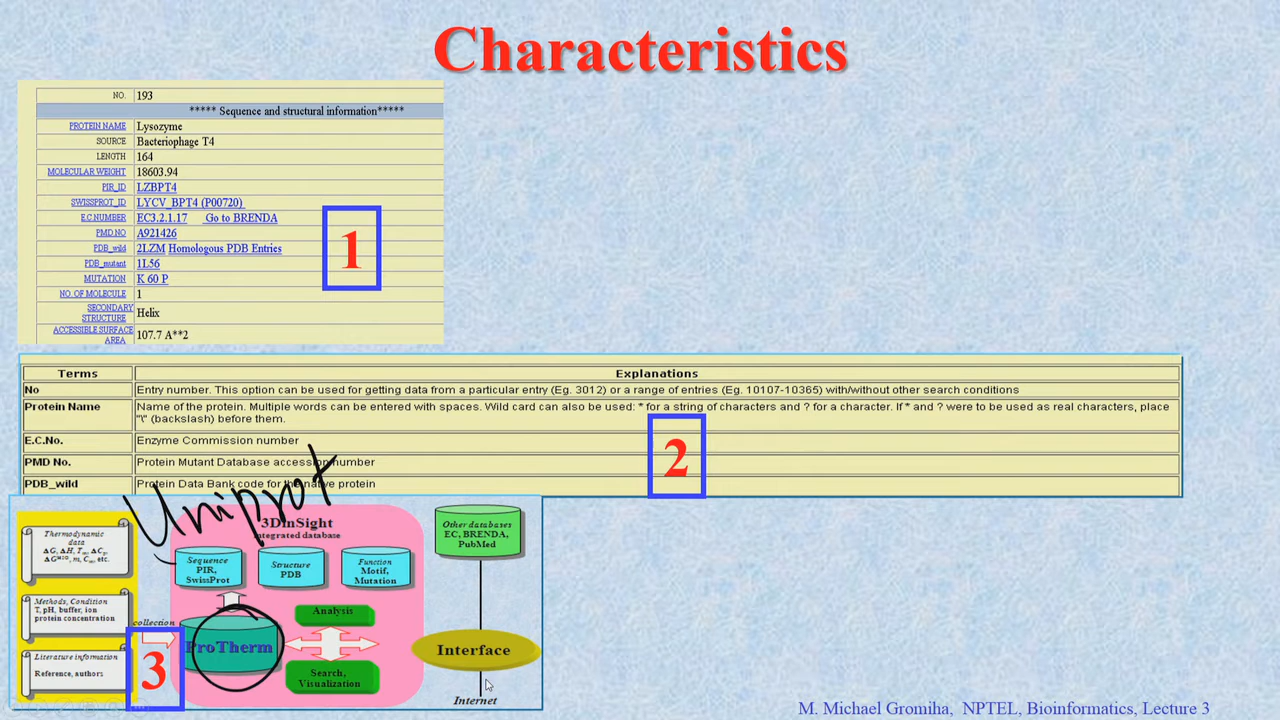 Characteristics
NO. 193
***** Sequence and structural information*****
PROTEIN NAME Lysozyme
SOURCE Bacteriophage T4
LENGTH 164
MOLECULAR WEIGHT 18603.94
PIR_ID LZBPT4
SWISSPROT_ID LYCV_BPT4 (P00720)
E.C.NUMBER EC3.2.1.17 Go to BRENDA
PMD.NO A921426
PDB_wild 2LZM Homologous PDB Entries
PDB_mutant 1L56
MUTATION K 60 P
NO. OF MOLECULE 1
SECONDARY
STRUCTURE Helix
ACCESSIBLE SURFACE
AREA 107.7 A**2
1
Terms Explanations
No Entry number. This option can be used for getting data from a particular entry (Eg. 3012) or a range of entries (Eg. 10107-10365) with/without other search conditions
Protein Name Name of the protein. Multiple words can be entered with spaces. Wild card can also be used: * for a string of characters and ? for a character. If * and ? were to be used as real characters, place
"\" (backslash) before them.
E.C.No. Enzyme Commission number
PMD No. Protein Mutant Database accession number
PDB_wild Protein Data Bank code for the native protein
2
Uniprot
Thermodynamic
data
ΔG, ΔH, Tm, ΔCp,
ΔGH2O, m, Cm, etc.
Methods, Condition
T, pH, buffer, ion
protein concentration
Literature information
Reference, authors
collection
3
3DinSight
integrated database
Sequence
PIR,
SwissProt
Structure
PDB
Function
Motif,
Mutation
ProTherm
Analysis
Search,
Visualization
Other databases
EC, BRENDA,
PubMed
Interface
Internet
M. Michael Gromiha, NPTEL, Bioinformatics, Lecture 3